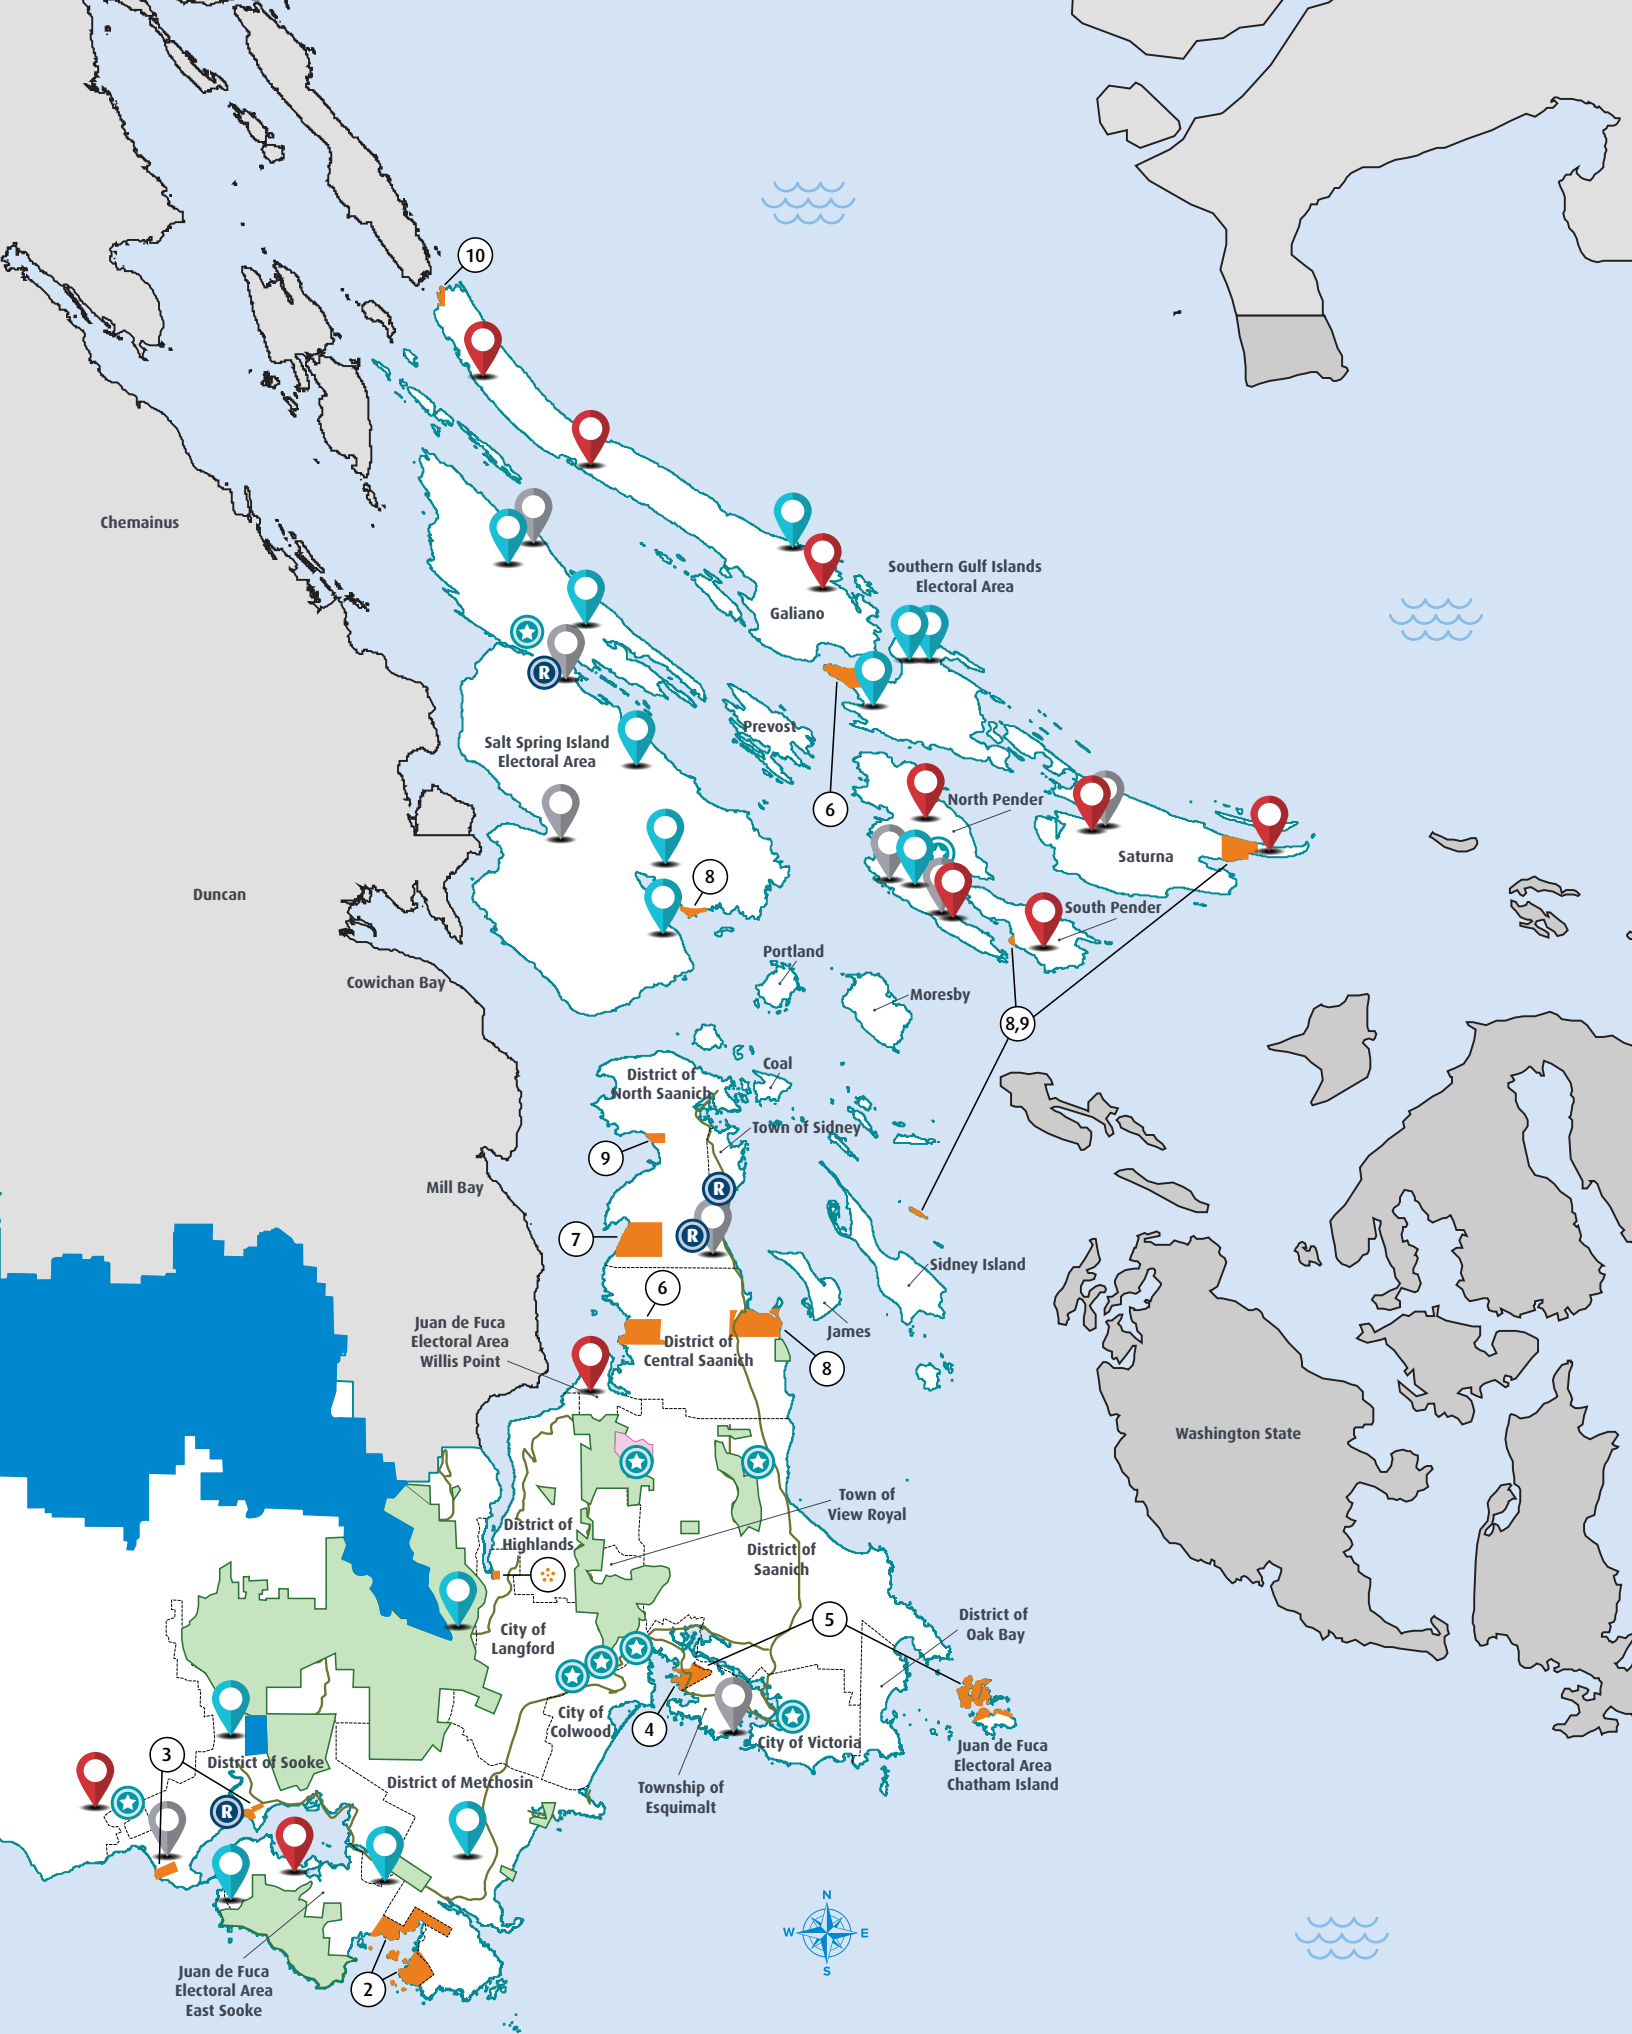 10
Chemainus
Southern Gulf Islands
Electoral Area
Galiano
R
Prevost
Salt Spring Island
Electoral Area
6
North Pender
Saturna
8
Duncan
South Pender
Portland
Cowichan Bay
Moresby
8,9
Coal
District of
North Saanich
Town of Sidney
9
Mill Bay
R
7
R
Sidney Island
6
James
Juan de Fuca
Electoral Area
Willis Point
District of
Central Saanich
8
Washington State
Town of
View Royal
District of
Highlands
District of
Saanich
5
District of
Oak Bay
City of
Langford
City of
Colwood
4
City of Victoria
3
District of Sooke
Juan de Fuca
Electoral Area
Chatham Island
District of Metchosin
Township of
Esquimalt
R
N
W
E
S
Juan de Fuca
Electoral Area
East Sooke
2